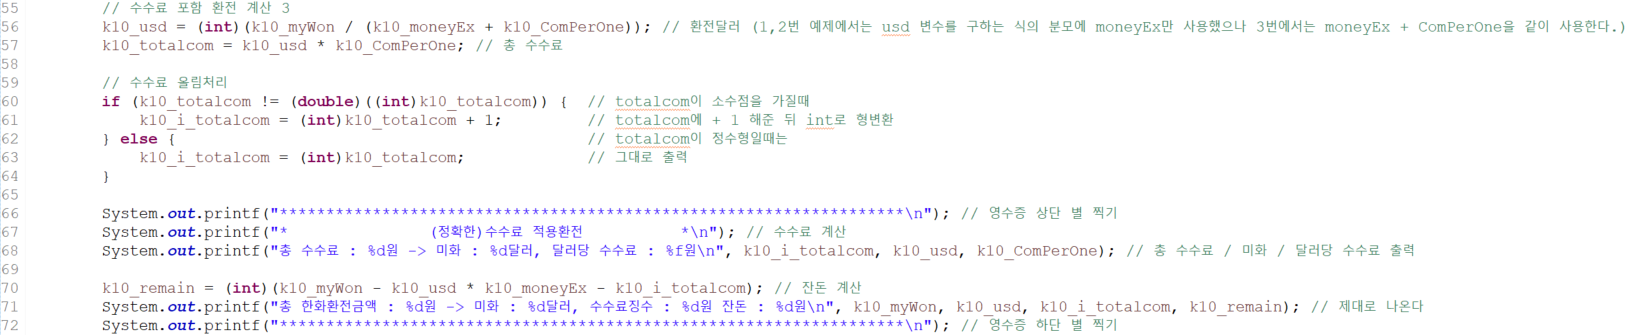 55 // 수수료 포함 환전 계산 3
56 k10_usd = (int)(k10_myWon / (k10_moneyEx + k10_ComPerOne)); // 환전달러 (1,2번 예제에서는 usd 변수를 구하는 식의 분모에 moneyEx만 사용했으나 3번에서는 moneyEx + ComPerOne을 같이 사용한다.)
57 k10_totalcom = k10_usd * k10_ComPerOne; // 총 수수료
58
59 // 수수료 올림처리
60 if (k10_totalcom != (double)((int)k10_totalcom)) { // totalcom이 소수점을 가질때
61 k10_i_totalcom = (int)k10_totalcom + 1; // totalcom에 + 1 해준 뒤 int로 형변환
62 } else { // totalcom이 정수형일때는
63 k10_i_totalcom = (int)k10_totalcom; // 그대로 출력
64 }
65
66 System.out.printf("*******************************************************************\n"); // 영수증 상단 별 찍기
67 System.out.printf("* (정확한)수수료 적용환전 *\n"); // 수수료 계산
68 System.out.printf("총 수수료 : %d원 -> 미화 : %d달러, 달러당 수수료 : %f원\n", k10_i_totalcom, k10_usd, k10_ComPerOne); // 총 수수료 / 미화 / 달러당 수수료 출력
69
70 k10_remain = (int)(k10_myWon - k10_usd * k10_moneyEx - k10_i_totalcom); // 잔돈 계산
71 System.out.printf("총 한화환전금액 : %d원 -> 미화 : %d달러, 수수료징수 : %d원 잔돈 : %d원\n", k10_myWon, k10_usd, k10_i_totalcom, k10_remain); // 제대로 나온다
72 System.out.printf("*******************************************************************\n"); // 영수증 하단 별 찍기